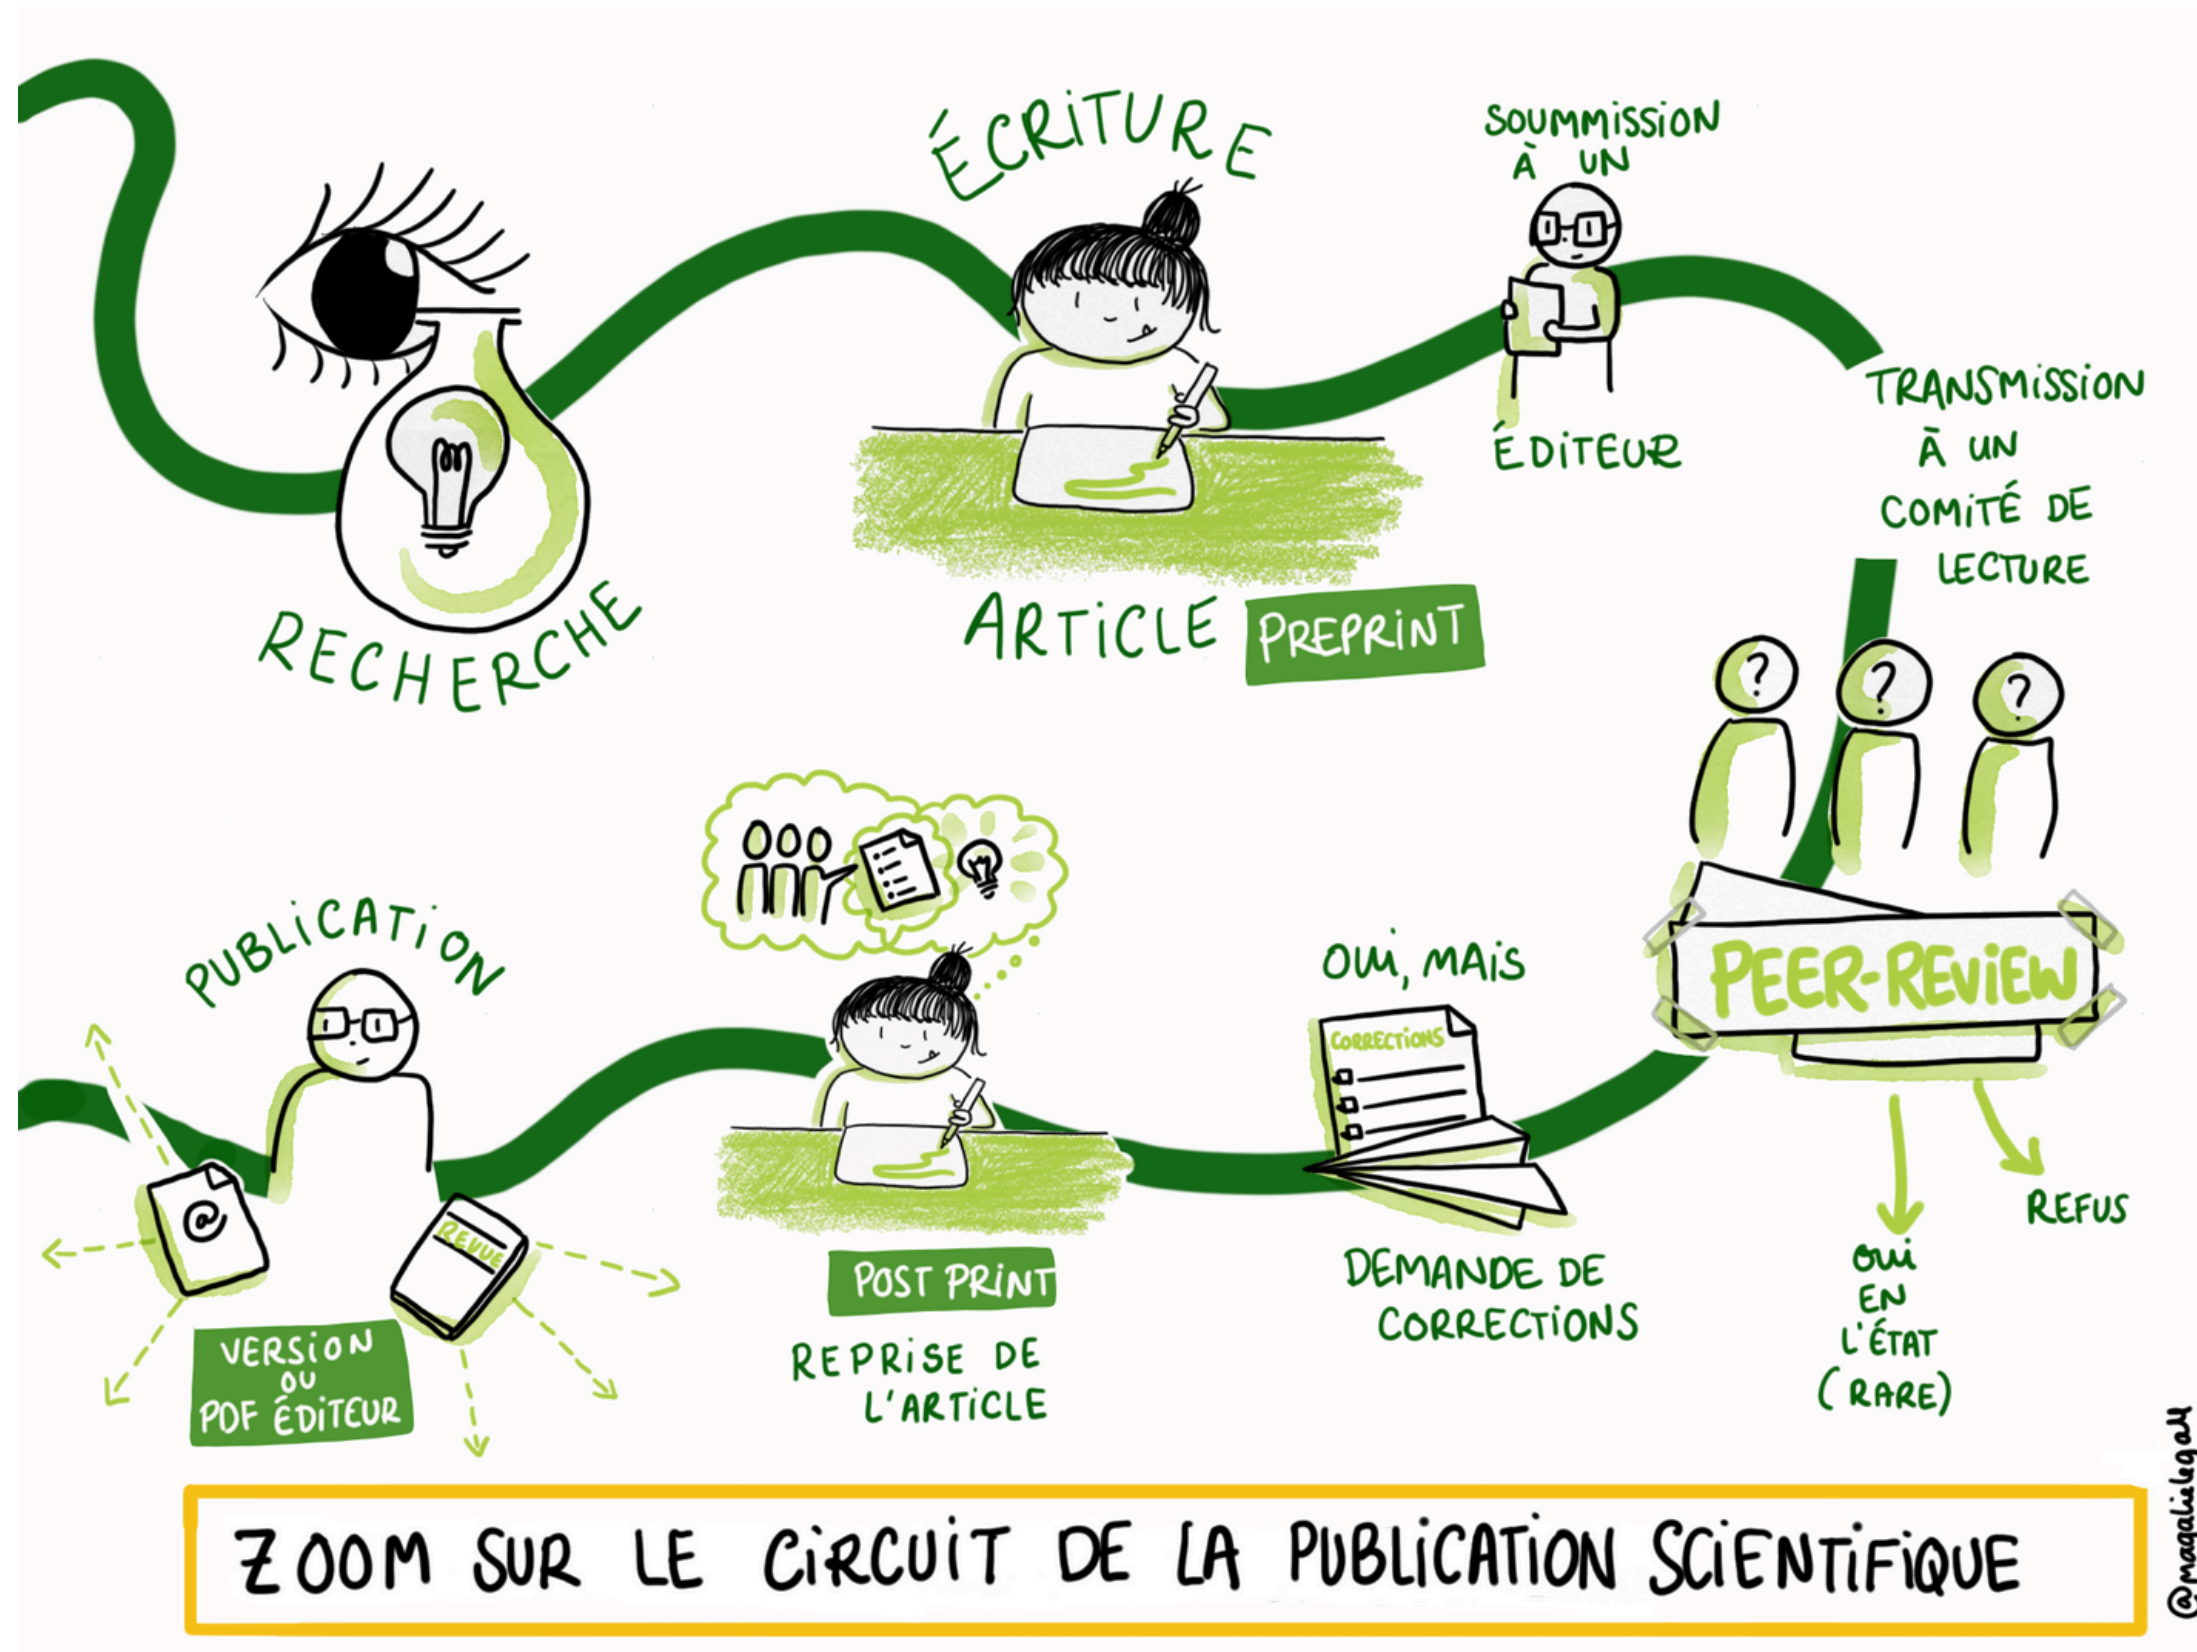 ÉCRITURE
SOUMMISSION
À UN
ÉDITEUR
TRANSMISSION
À UN
COMITÉ DE
LECTURE
RECHERCHE
ARTICLE PREPRINT
?
?
?
PEER-REVIEW
REFUS
OUI
EN
L'ÉTAT
(RARE)
OUI, MAIS
CORRECTIONS
DEMANDE DE
CORRECTIONS
POST PRINT
REPRISE DE
L'ARTICLE
PUBLICATION
@
REVUE
VERSION
OU
PDF ÉDITEUR
ZOOM SUR LE CIRCUIT DE LA PUBLICATION SCIENTIFIQUE
@magalielegall